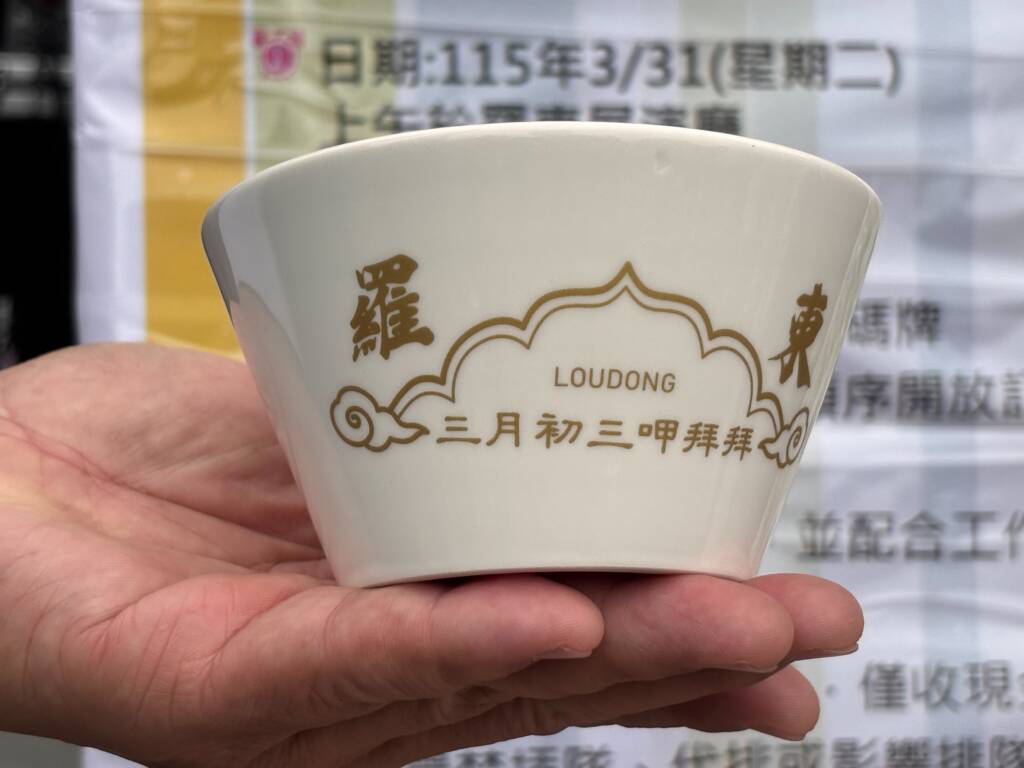 日期:115年3/31(星期二)
羅 東
LOUDONG
三月初三呷拜拜
碼牌
序開放
並配合工作
僅收現